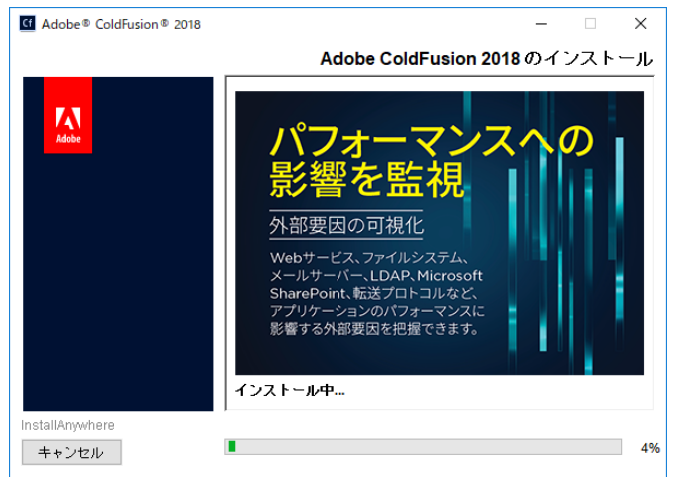 Adobe® ColdFusion® 2018
Adobe ColdFusion 2018 のインストール
Adobe
パフォーマンスへの
影響を監視
外部要因の可視化
Webサービス、ファイルシステム、
メールサーバー、LDAP、Microsoft
SharePoint、転送プロトコルなど、
アプリケーションのパフォーマンスに
影響する外部要因を把握できます。
インストール中...
InstallAnywhere
キャンセル
4%